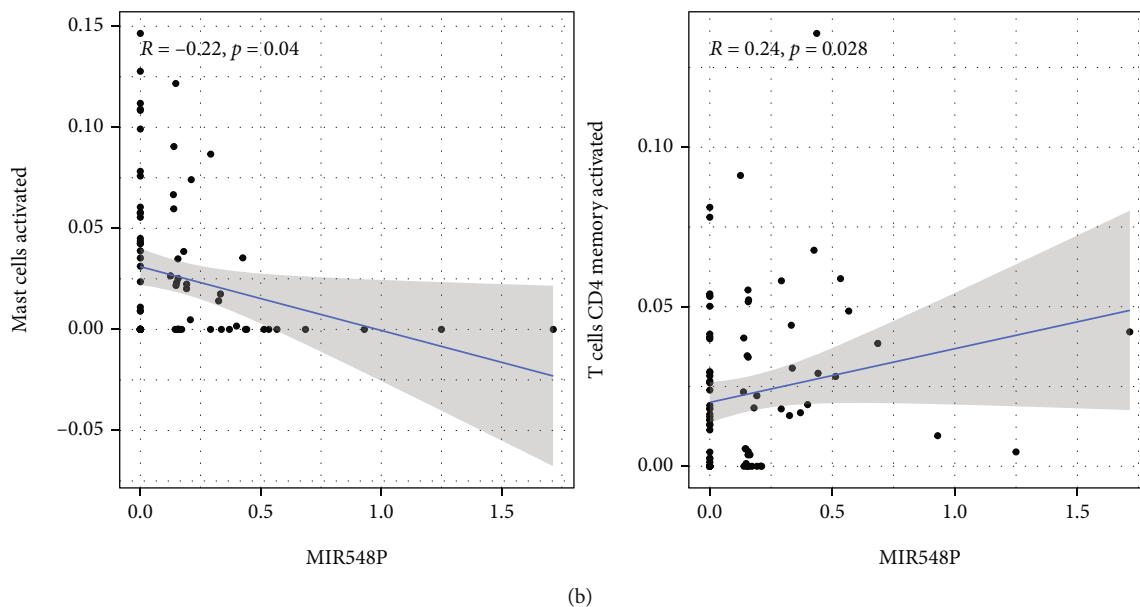 0.15
R = –0.22, p = 0.04
0.10
0.05
0.00
–0.05
Mast cells activated
0.0
0.5
1.0
1.5
MIR548P
R = 0.24, p = 0.028
0.10
0.05
0.00
T cells CD4 memory activated
0.0
0.5
1.0
1.5
MIR548P
(b)